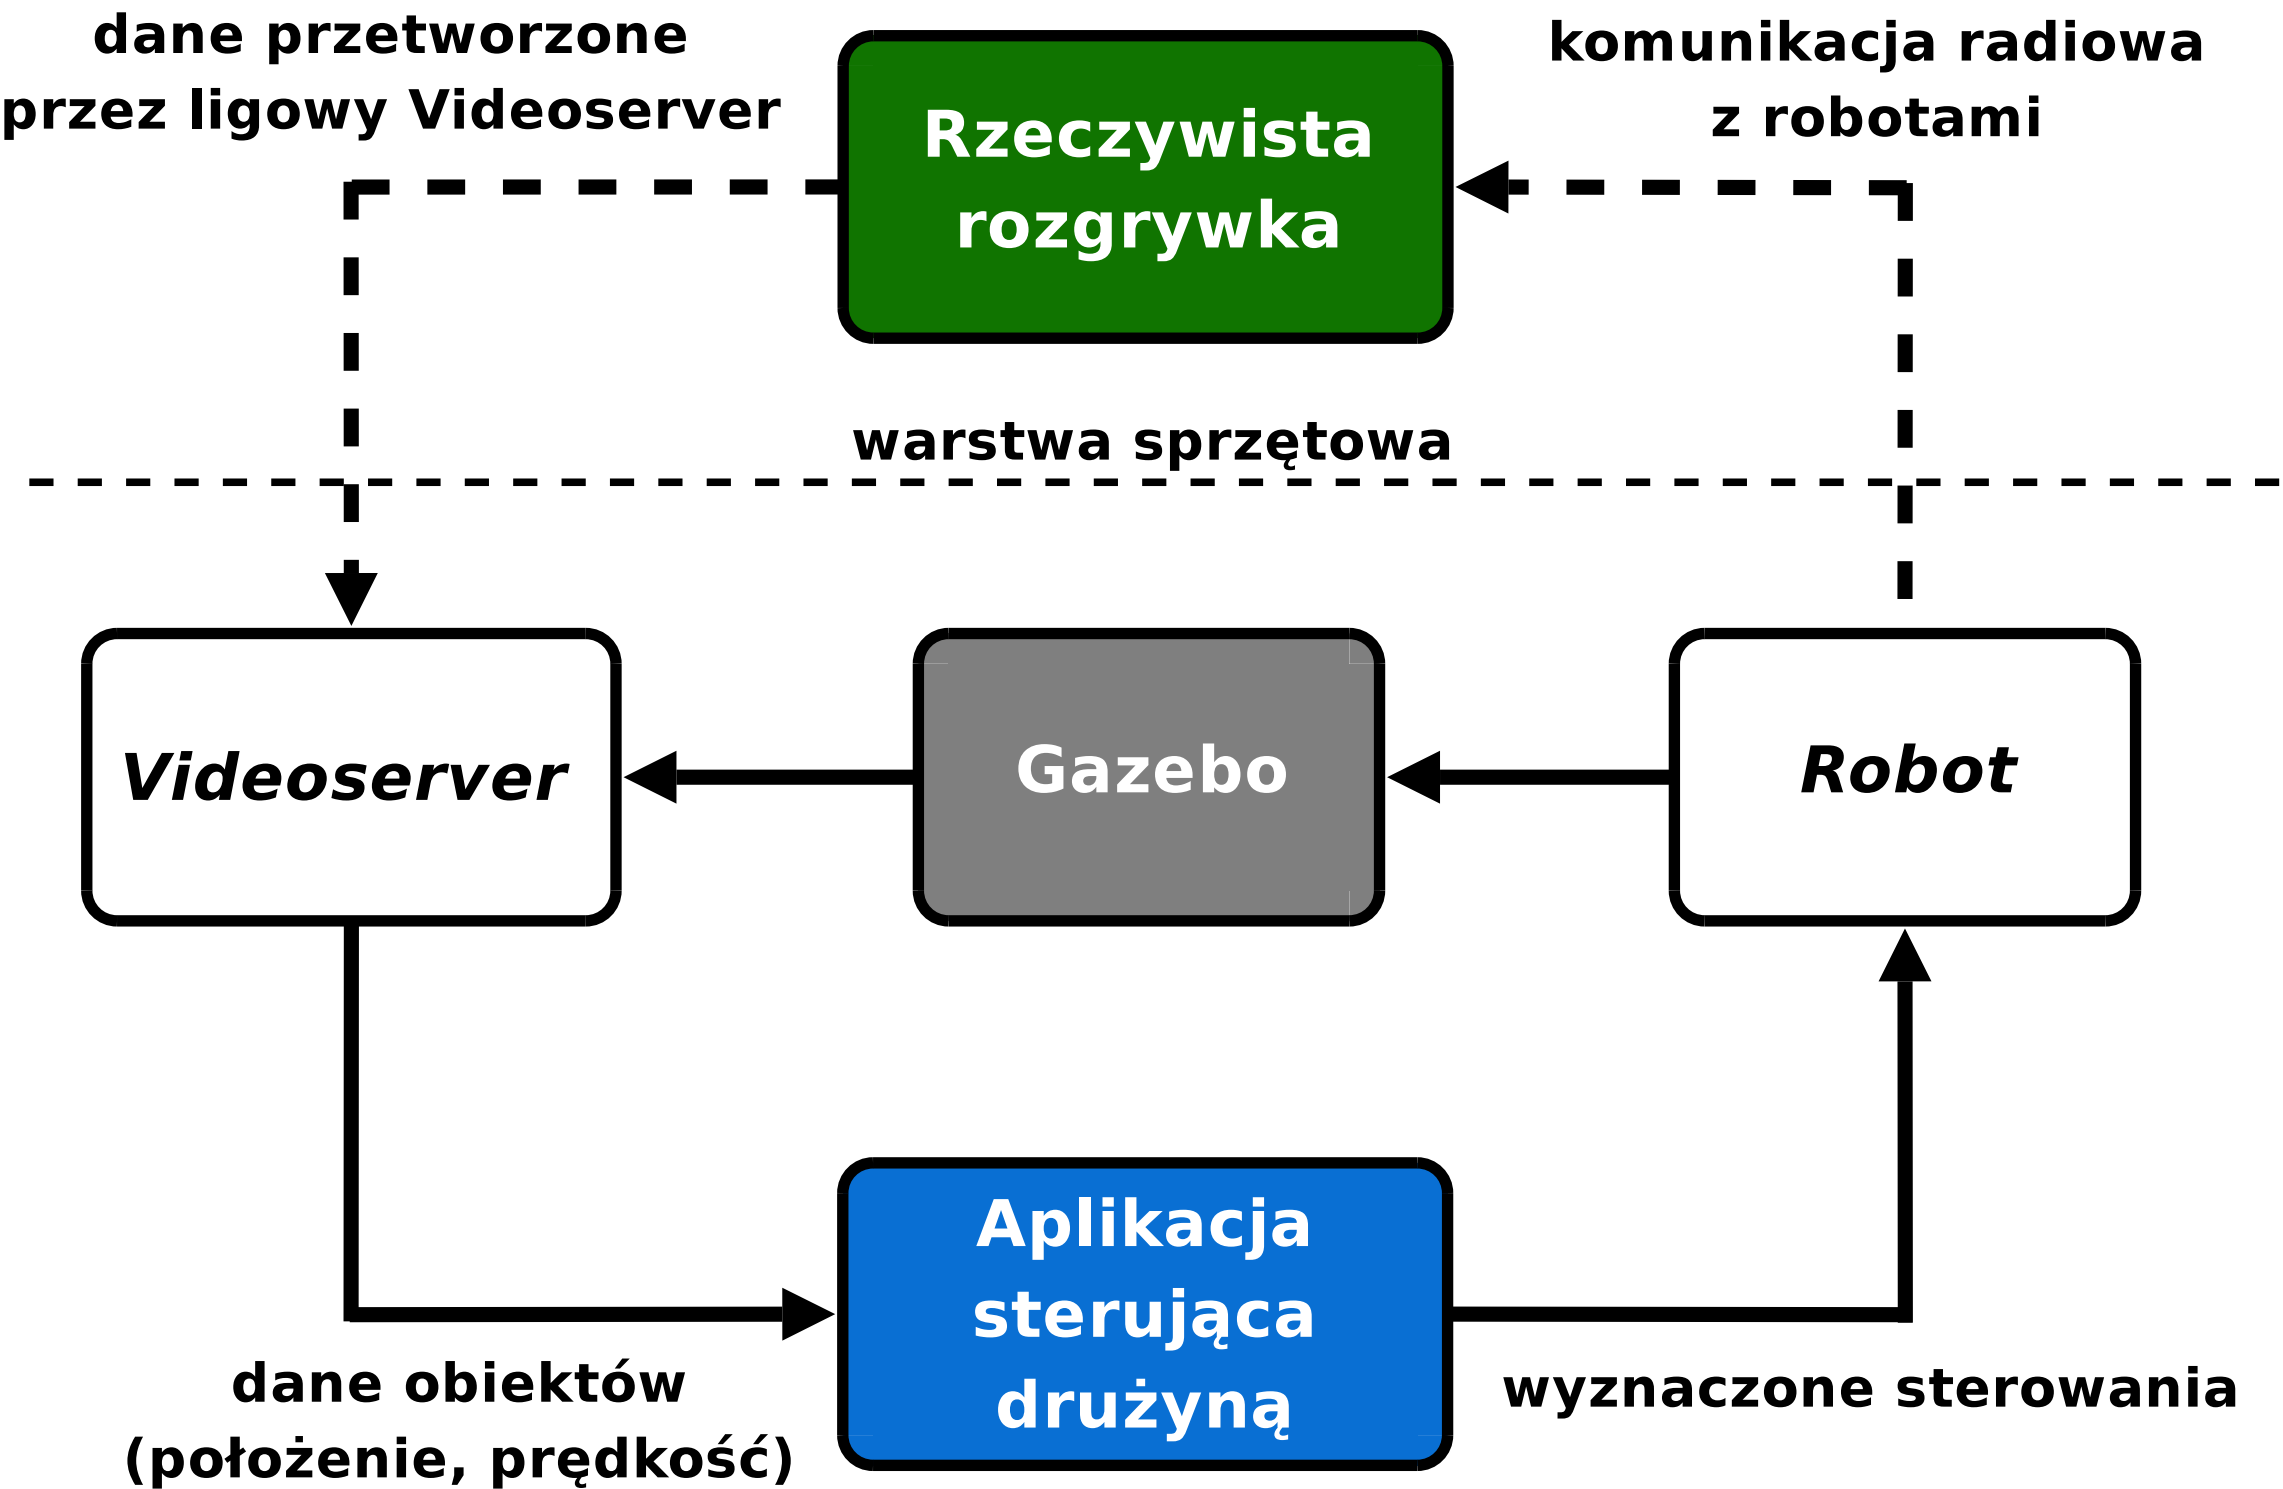 dane przetworzone
przez ligowy Videoserver
Rzeczywista
rozgrywka
komunikacja radiowa
z robotami
warstwa sprzętowa
Videoserver
Gazebo
Robot
Aplikacja
sterująca
drużyną
dane obiektów
(położenie, prędkość)
wyznaczone sterowania